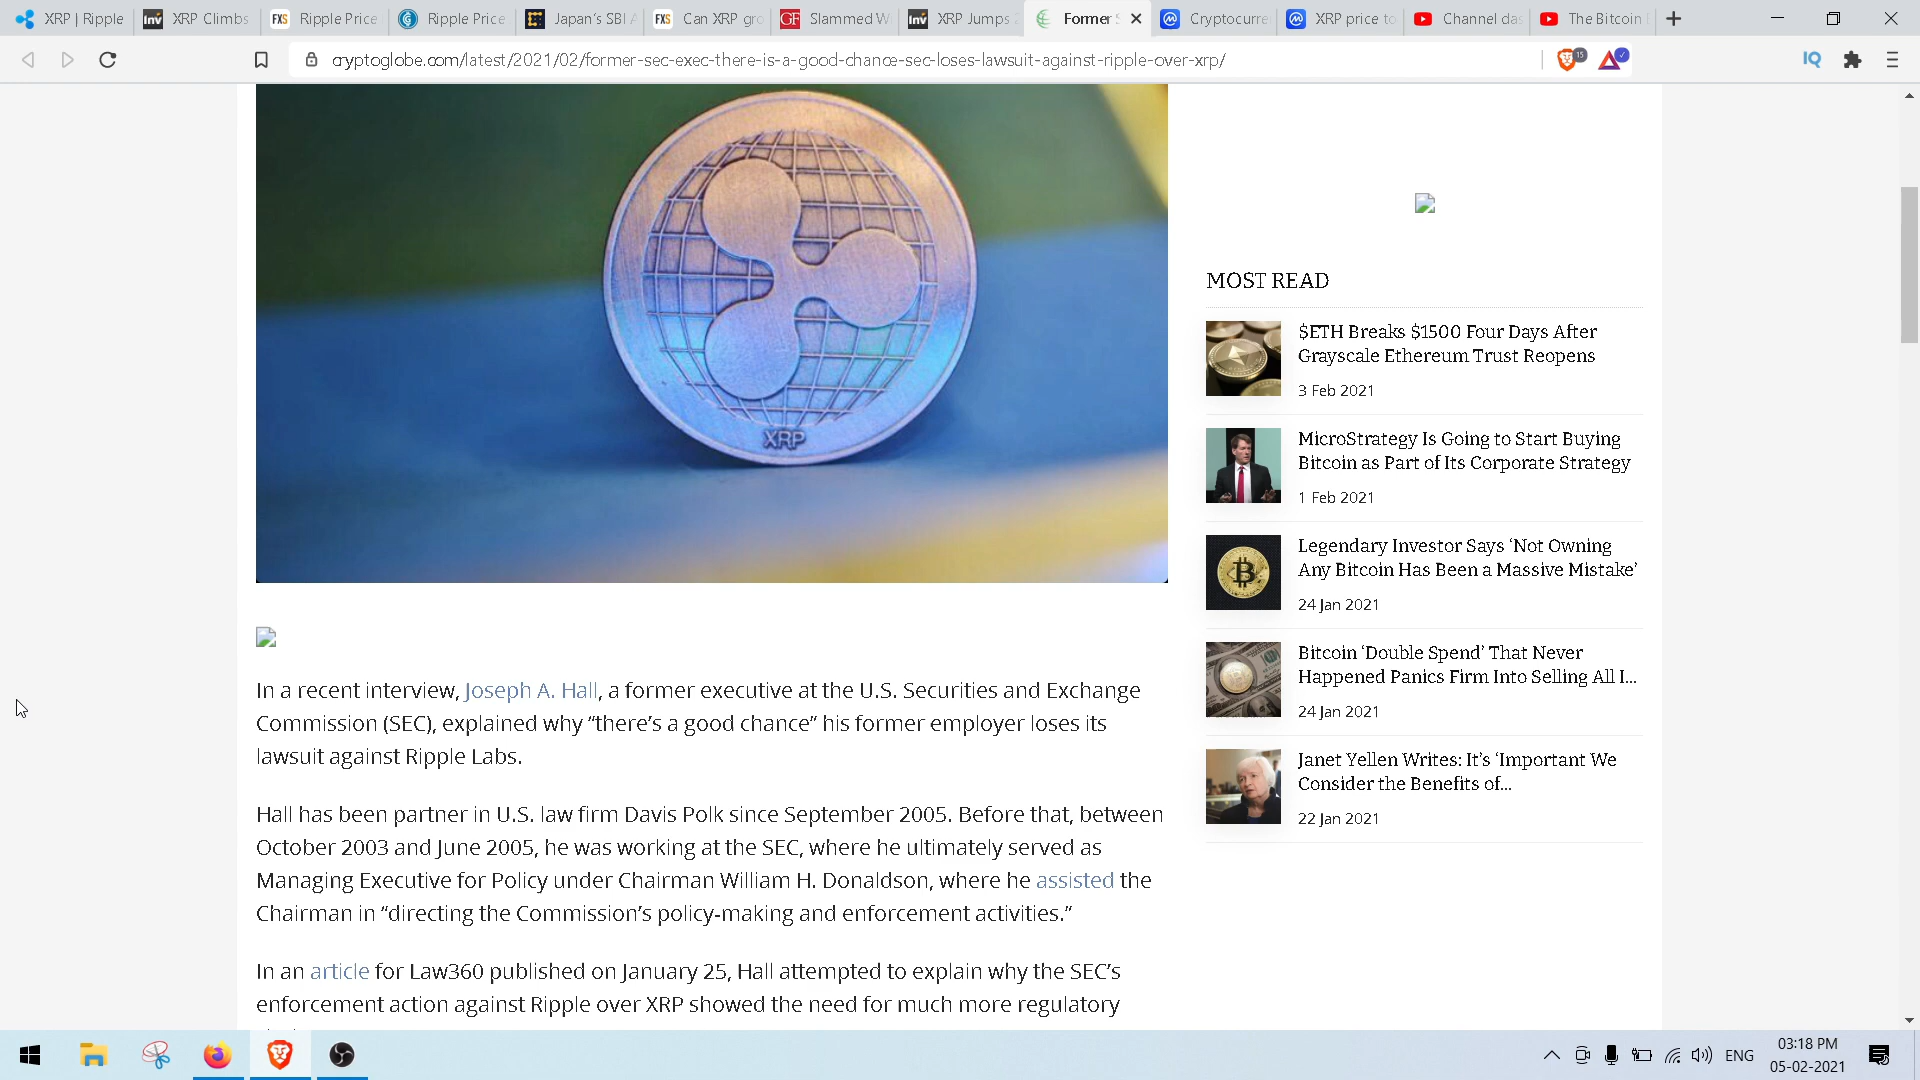 XRP | Ripple
XRP Climbs
Ripple Price
Ripple Price
Japan's SBI
Can XRP gro
Slammed W
XRP Jumps 2
Former
Cryptocurre
XRP price to
Channel das
The Bitcoin
cryptoglobe.com/latest/2021/02/former-sec-exec-there-is-a-good-chance-sec-loses-lawsuit-against-ripple-over-xrp/
15
IQ
XRP
In a recent interview, Joseph A. Hall, a former executive at the U.S. Securities and Exchange
Commission (SEC), explained why “there’s a good chance” his former employer loses its
lawsuit against Ripple Labs.
Hall has been partner in U.S. law firm Davis Polk since September 2005. Before that, between
October 2003 and June 2005, he was working at the SEC, where he ultimately served as
Managing Executive for Policy under Chairman William H. Donaldson, where he assisted the
Chairman in “directing the Commission’s policy-making and enforcement activities.”
In an article for Law360 published on January 25, Hall attempted to explain why the SEC’s
enforcement action against Ripple over XRP showed the need for much more regulatory
MOST READ
$ETH Breaks $1500 Four Days After
Grayscale Ethereum Trust Reopens
3 Feb 2021
MicroStrategy Is Going to Start Buying
Bitcoin as Part of Its Corporate Strategy
1 Feb 2021
Legendary Investor Says ‘Not Owning
Any Bitcoin Has Been a Massive Mistake’
24 Jan 2021
Bitcoin ‘Double Spend’ That Never
Happened Panics Firm Into Selling All I...
24 Jan 2021
Janet Yellen Writes: It’s ‘Important We
Consider the Benefits of...
22 Jan 2021
ENG
03:18 PM
05-02-2021